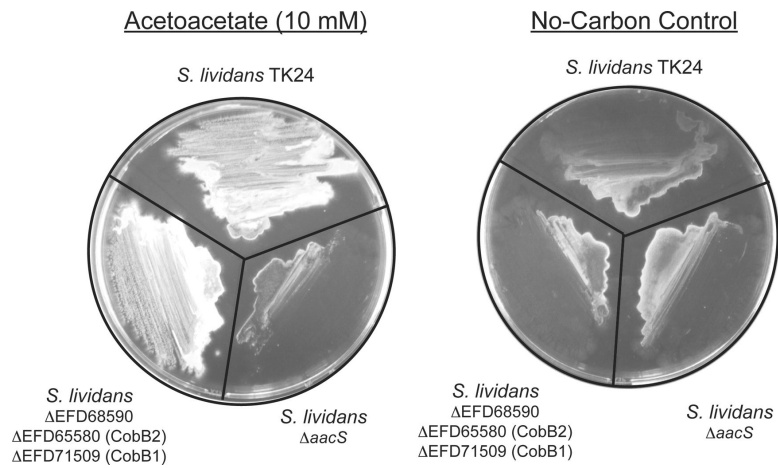 Acetoacetate (10 mM)
No-Carbon Control
S. lividans TK24
S. lividans TK24
S. lividans
ΔEFD68590
ΔEFD65580 (CobB2)
ΔEFD71509 (CobB1)
S. lividans
ΔaacS
S. lividans
ΔEFD68590
ΔEFD65580 (CobB2)
ΔEFD71509 (CobB1)
S. lividans
ΔaacS